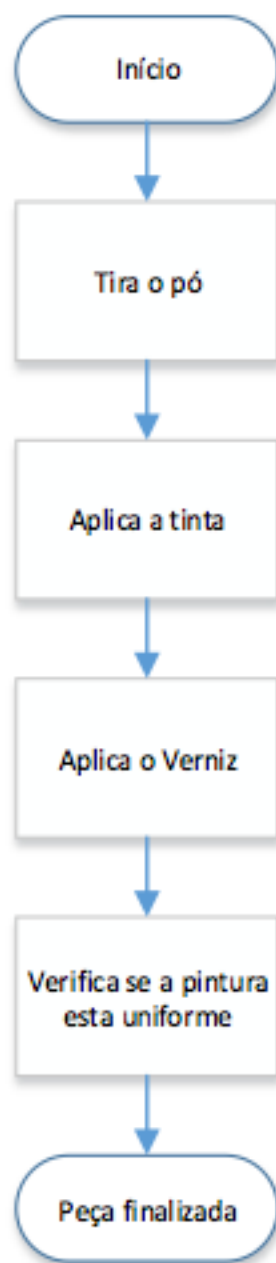 Início
Tira o pó
Aplica a tinta
Aplica o Verniz
Verifica se a pintura
esta uniforme
Peça finalizada